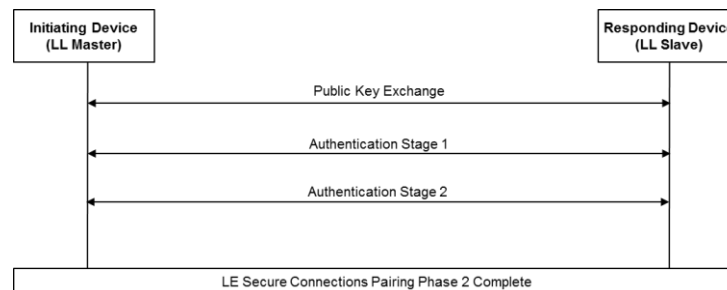 Initiating Device
(LL Master)
Responding Device
(LL Slave)
Public Key Exchange
Authentication Stage 1
Authentication Stage 2
LE Secure Connections Pairing Phase 2 Complete